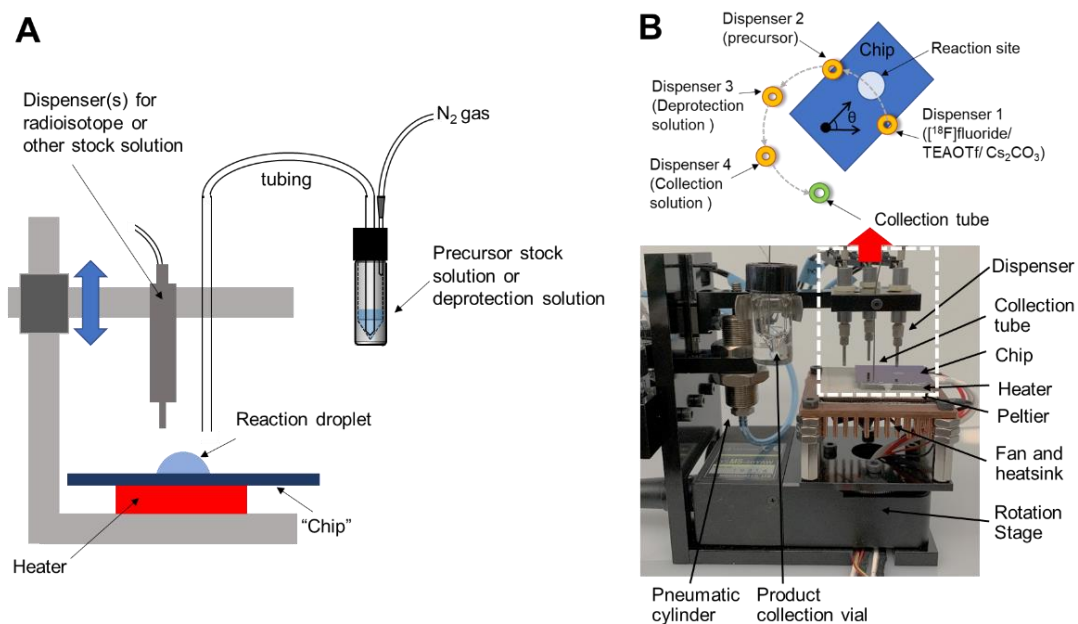 A
Dispenser(s) for
radioisotope or
other stock solution
tubing
N2 gas
Precursor stock
solution or
deprotection solution
Reaction droplet
"Chip"
Heater
B
Dispenser 2
(precursor)
Chip
Reaction site
Dispenser 3
(Deprotection
solution )
θ
Dispenser 1
([18F]fluoride/
TEAOTf/ Cs2CO3)
Dispenser 4
(Collection
solution )
Collection tube
Dispenser
Collection
tube
Chip
Heater
Peltier
Fan and
heatsink
Rotation
Stage
Pneumatic
cylinder
Product
collection vial